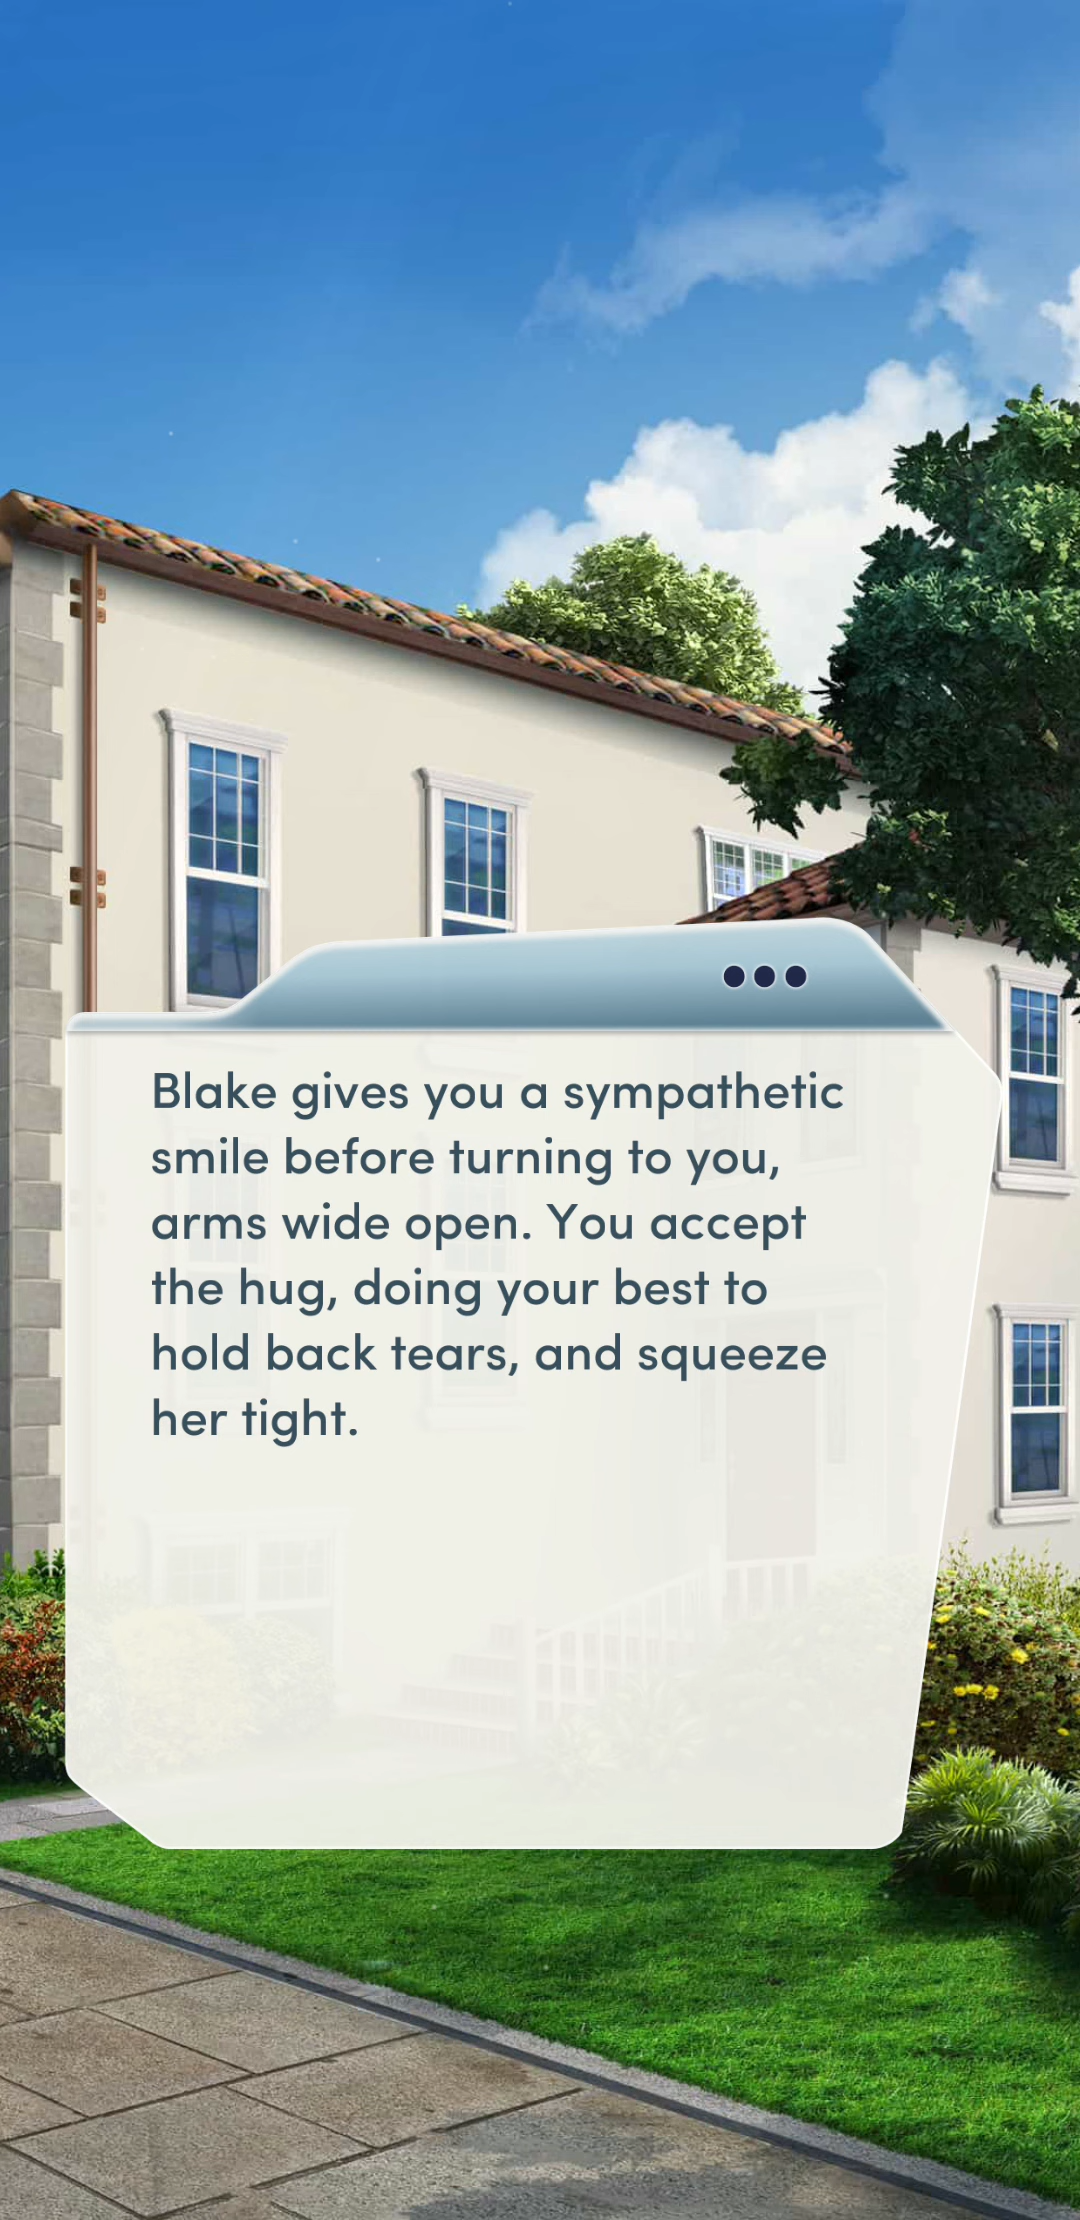 Blake gives you a sympathetic
smile before turning to you,
arms wide open. You accept
the hug, doing your best to
hold back tears, and squeeze
her tight.